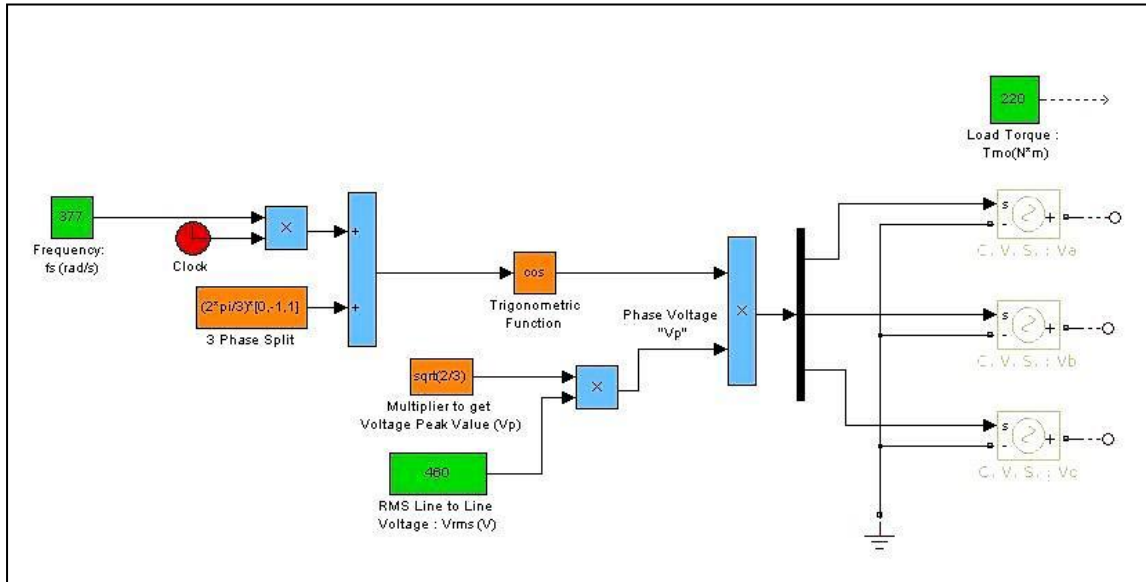 220
Load Torque :
Tmo(N*m)
377
Frequency:
fs (rad/s)
×
Clock
(2*pi/3)*[0,-1,1]
3 Phase Split
+
+
cos
Trigonometric
Function
Phase Voltage
"Vp"
×
sqrt(2/3)
Multiplier to get
Voltage Peak Value (Vp)
×
460
RMS Line to Line
Voltage : Vrms (V)
s
-
+
C. V. S. : Va
s
-
+
C. V. S. : Vb
s
-
+
C. V. S. : Vc